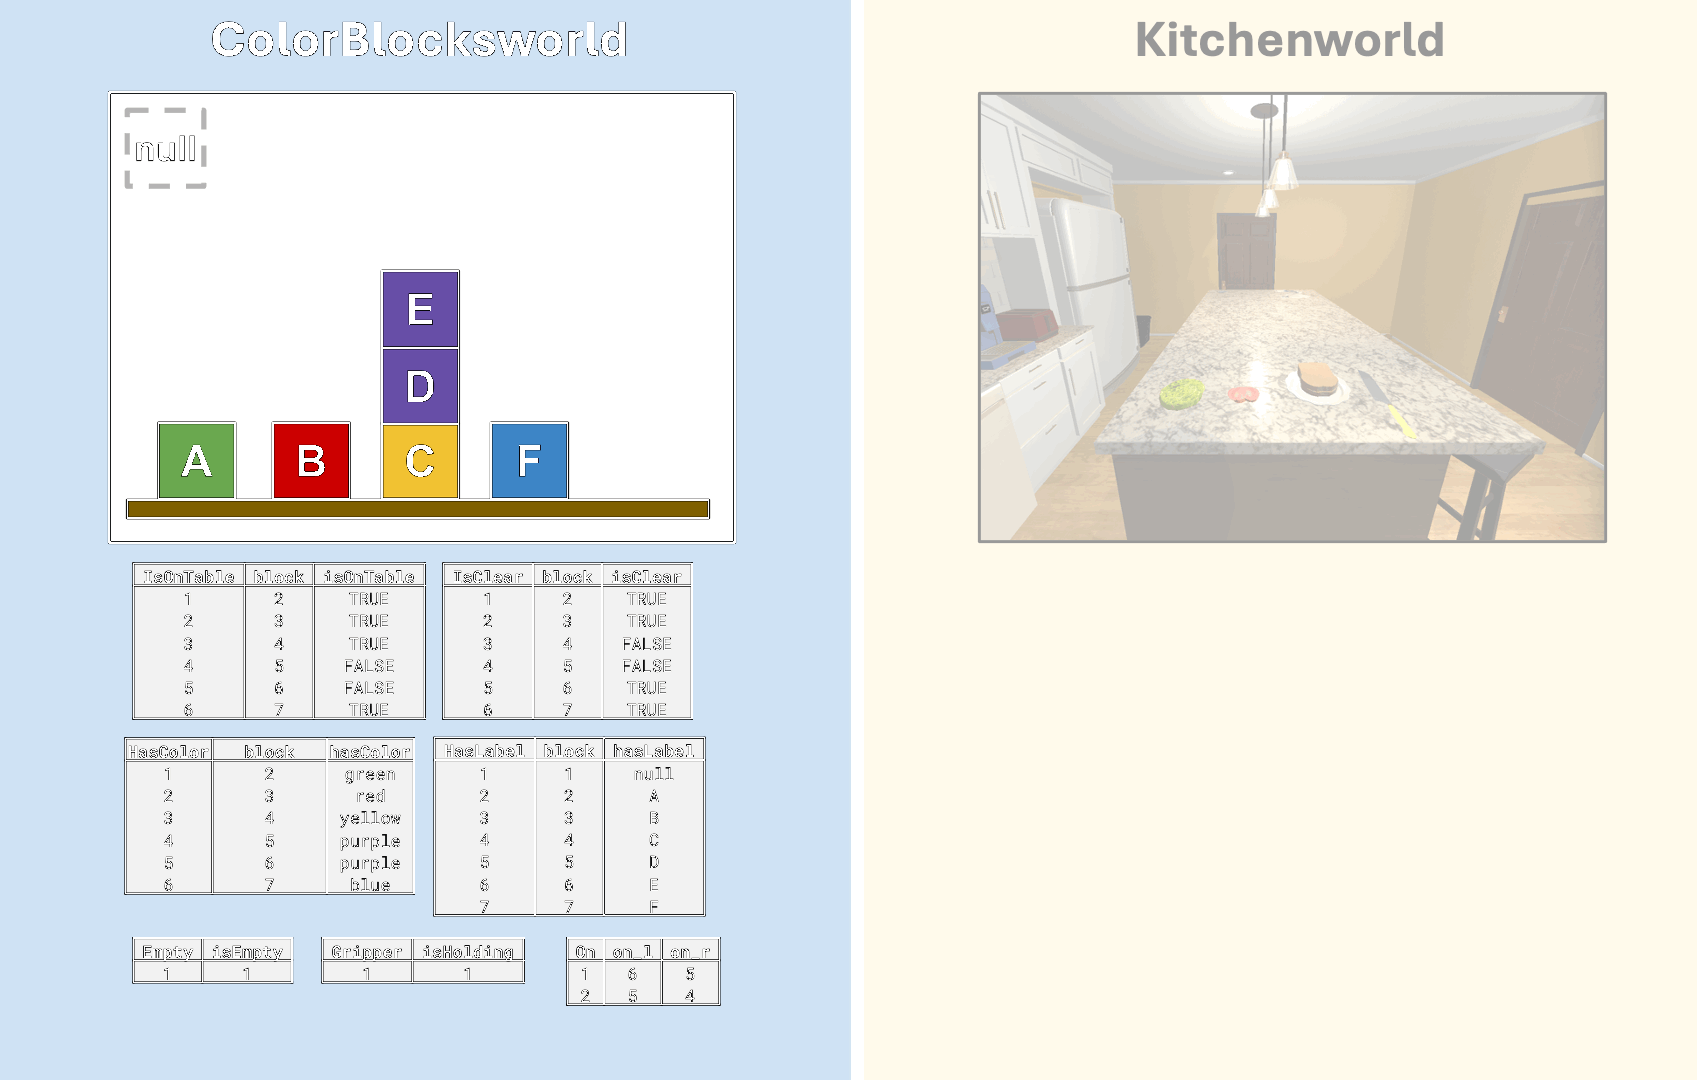 ColorBlocksworld
null
E
D
A B C F
IsOnTable block isOnTable
1 2 TRUE
2 3 TRUE
3 4 TRUE
4 5 FALSE
5 6 FALSE
6 7 TRUE
IsClear block isClear
1 2 TRUE
2 3 TRUE
3 4 FALSE
4 5 FALSE
5 6 TRUE
6 7 TRUE
HasColor block hasColor
1 2 green
2 3 red
3 4 yellow
4 5 purple
5 6 purple
6 7 blue
HasLabel block hasLabel
1 1 null
2 2 A
3 3 B
4 4 C
5 5 D
6 6 E
7 7 F
Empty isEmpty
1 1
Gripper isHolding
1 1
On on_l on_r
1 6 5
2 5 4
Kitchenworld